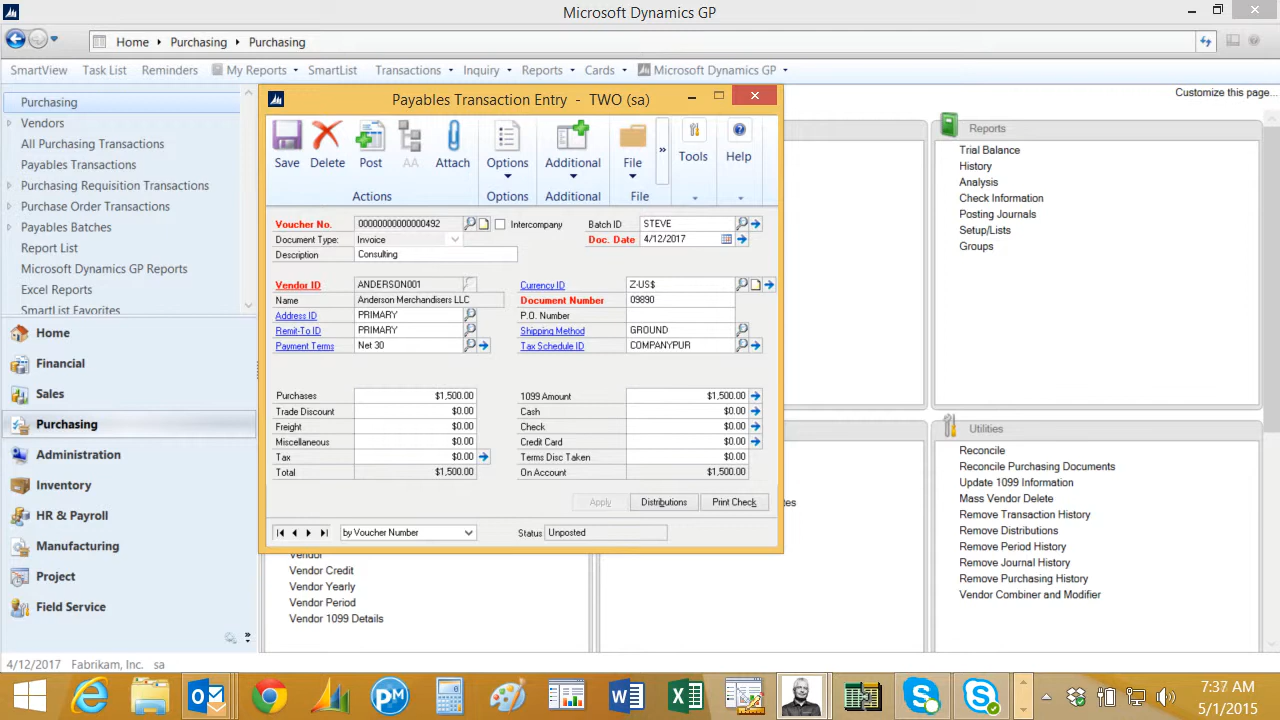 Microsoft Dynamics GP
Home Purchasing Purchasing
SmartView Task List Reminders My Reports SmartList Transactions Inquiry Reports Cards Microsoft Dynamics GP
Customize this page...
Purchasing
Vendors
All Purchasing Transactions
Payables Transactions
Purchasing Requisition Transactions
Purchase Order Transactions
Payables Batches
Report List
Microsoft Dynamics GP Reports
Excel Reports
SmartList Favorites
Home
Financial
Sales
Purchasing
Administration
Inventory
HR & Payroll
Manufacturing
Project
Field Service
Payables Transaction Entry - TWO (sa)
Save Delete Post AA Attach Options Additional File Tools Help
Actions Options Additional File
Voucher No. 00000000000000492 Intercompany Batch ID STEVE
Document Type: Invoice Doc. Date 4/12/2017
Description Consulting
Vendor ID ANDERSON001 Currency ID Z-US$
Name Anderson Merchandisers LLC Document Number 09890
Address ID PRIMARY P.O. Number
Remit-To ID PRIMARY Shipping Method GROUND
Payment Terms Net 30 Tax Schedule ID COMPANYPUR
Purchases $1,500.00 1099 Amount $1,500.00
Trade Discount $0.00 Cash $0.00
Freight $0.00 Check $0.00
Miscellaneous $0.00 Credit Card $0.00
Tax $0.00 Terms Disc Taken $0.00
Total $1,500.00 On Account $1,500.00
Apply Distributions Print Check
by Voucher Number Status Unposted
Vendor
Vendor Credit
Vendor Yearly
Vendor Period
Vendor 1099 Details
Reports
Trial Balance
History
Analysis
Check Information
Posting Journals
Setup/Lists
Groups
Utilities
Reconcile
Reconcile Purchasing Documents
Update 1099 Information
Mass Vendor Delete
Remove Transaction History
Remove Distributions
Remove Period History
Remove Journal History
Remove Purchasing History
Vendor Combiner and Modifier
4/12/2017 Fabrikam, Inc. sa
7:37 AM
5/1/2015